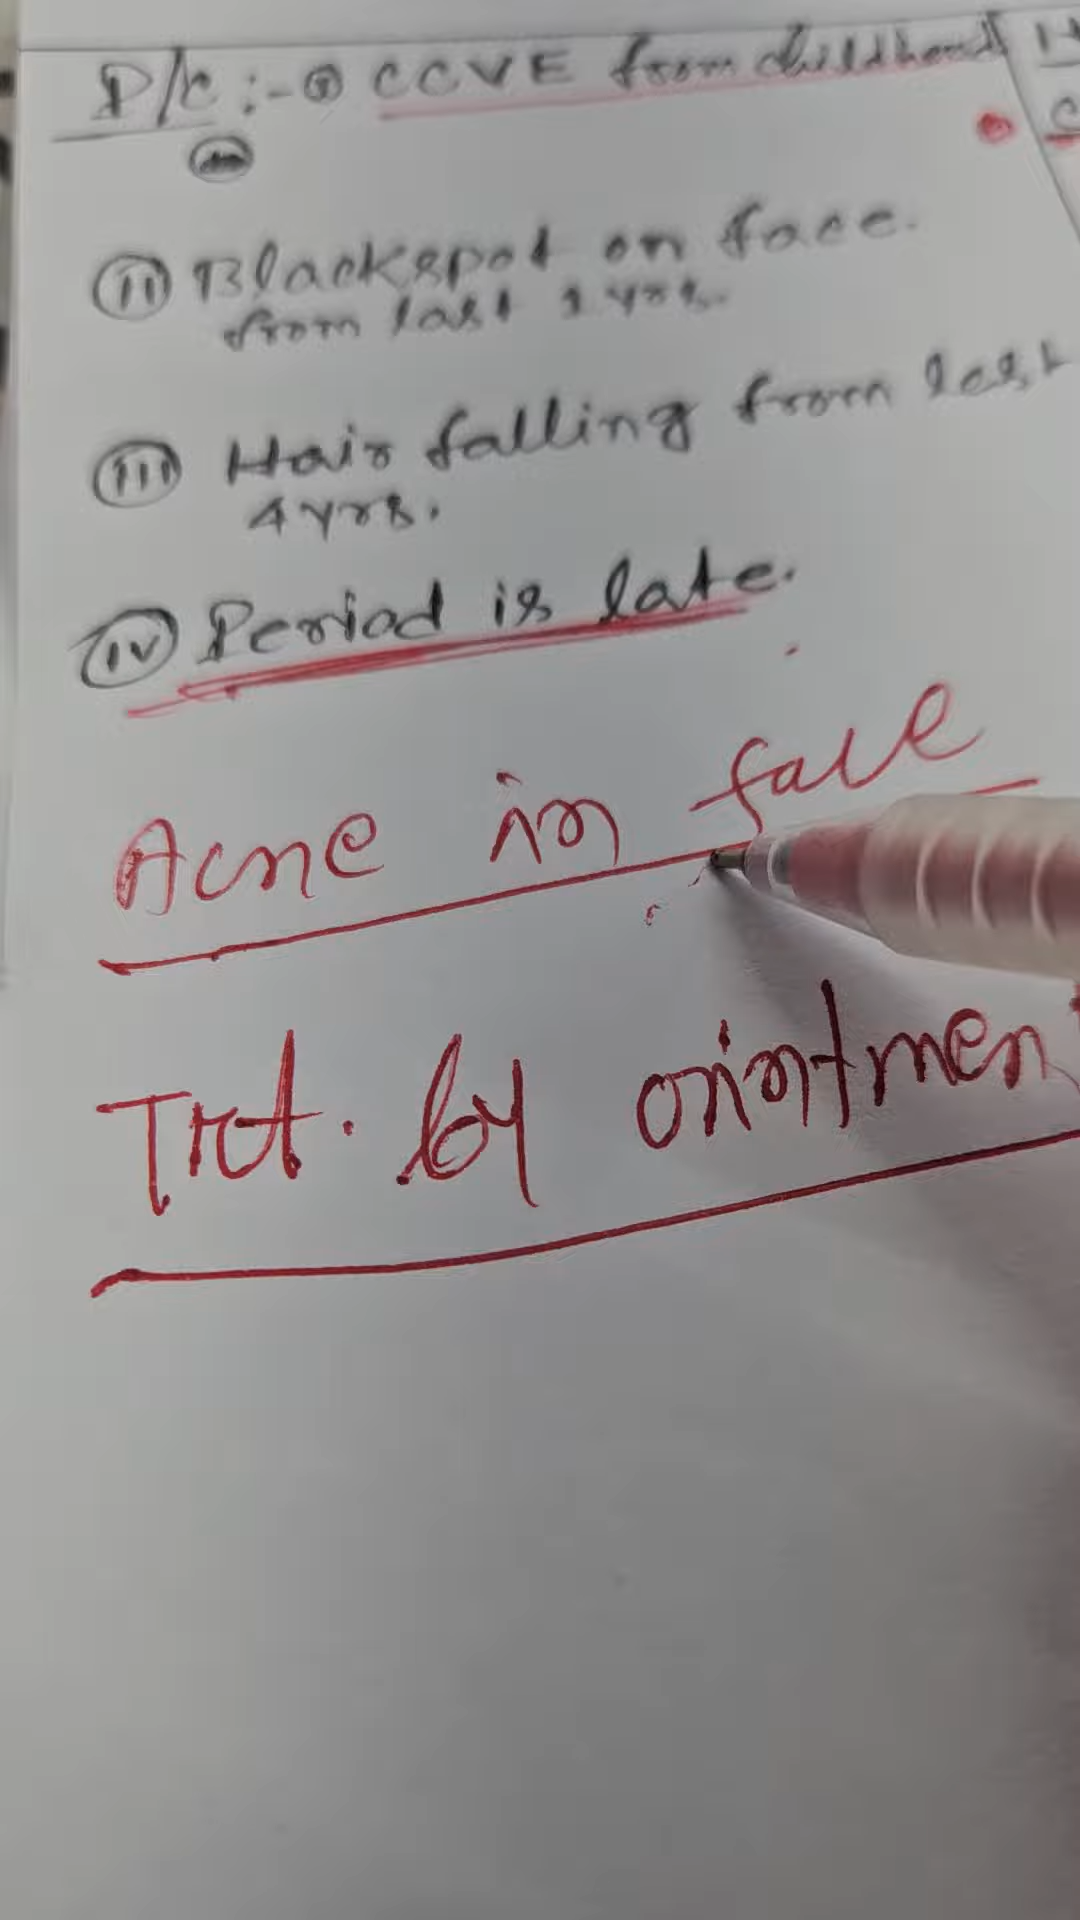 P/C :- ① CCVE from childhood
ii Blackspot on face.
from last 1 yrs.
iii Hair falling from last
4 yrs.
iv Period is late.
Acne in face
Trt. by ointment